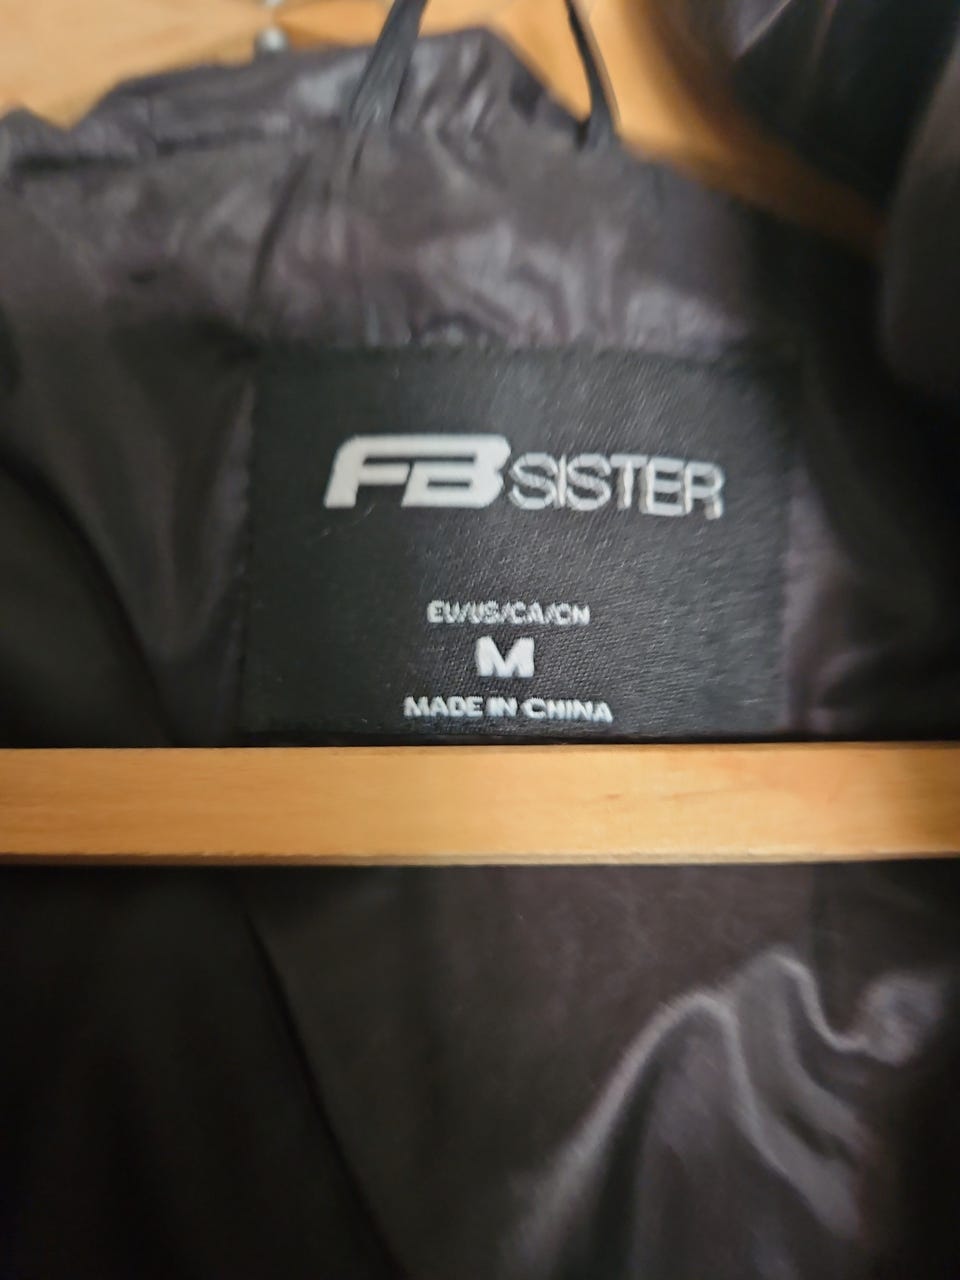 FB SISTER
EU/US/CA/CN
M
MADE IN CHINA